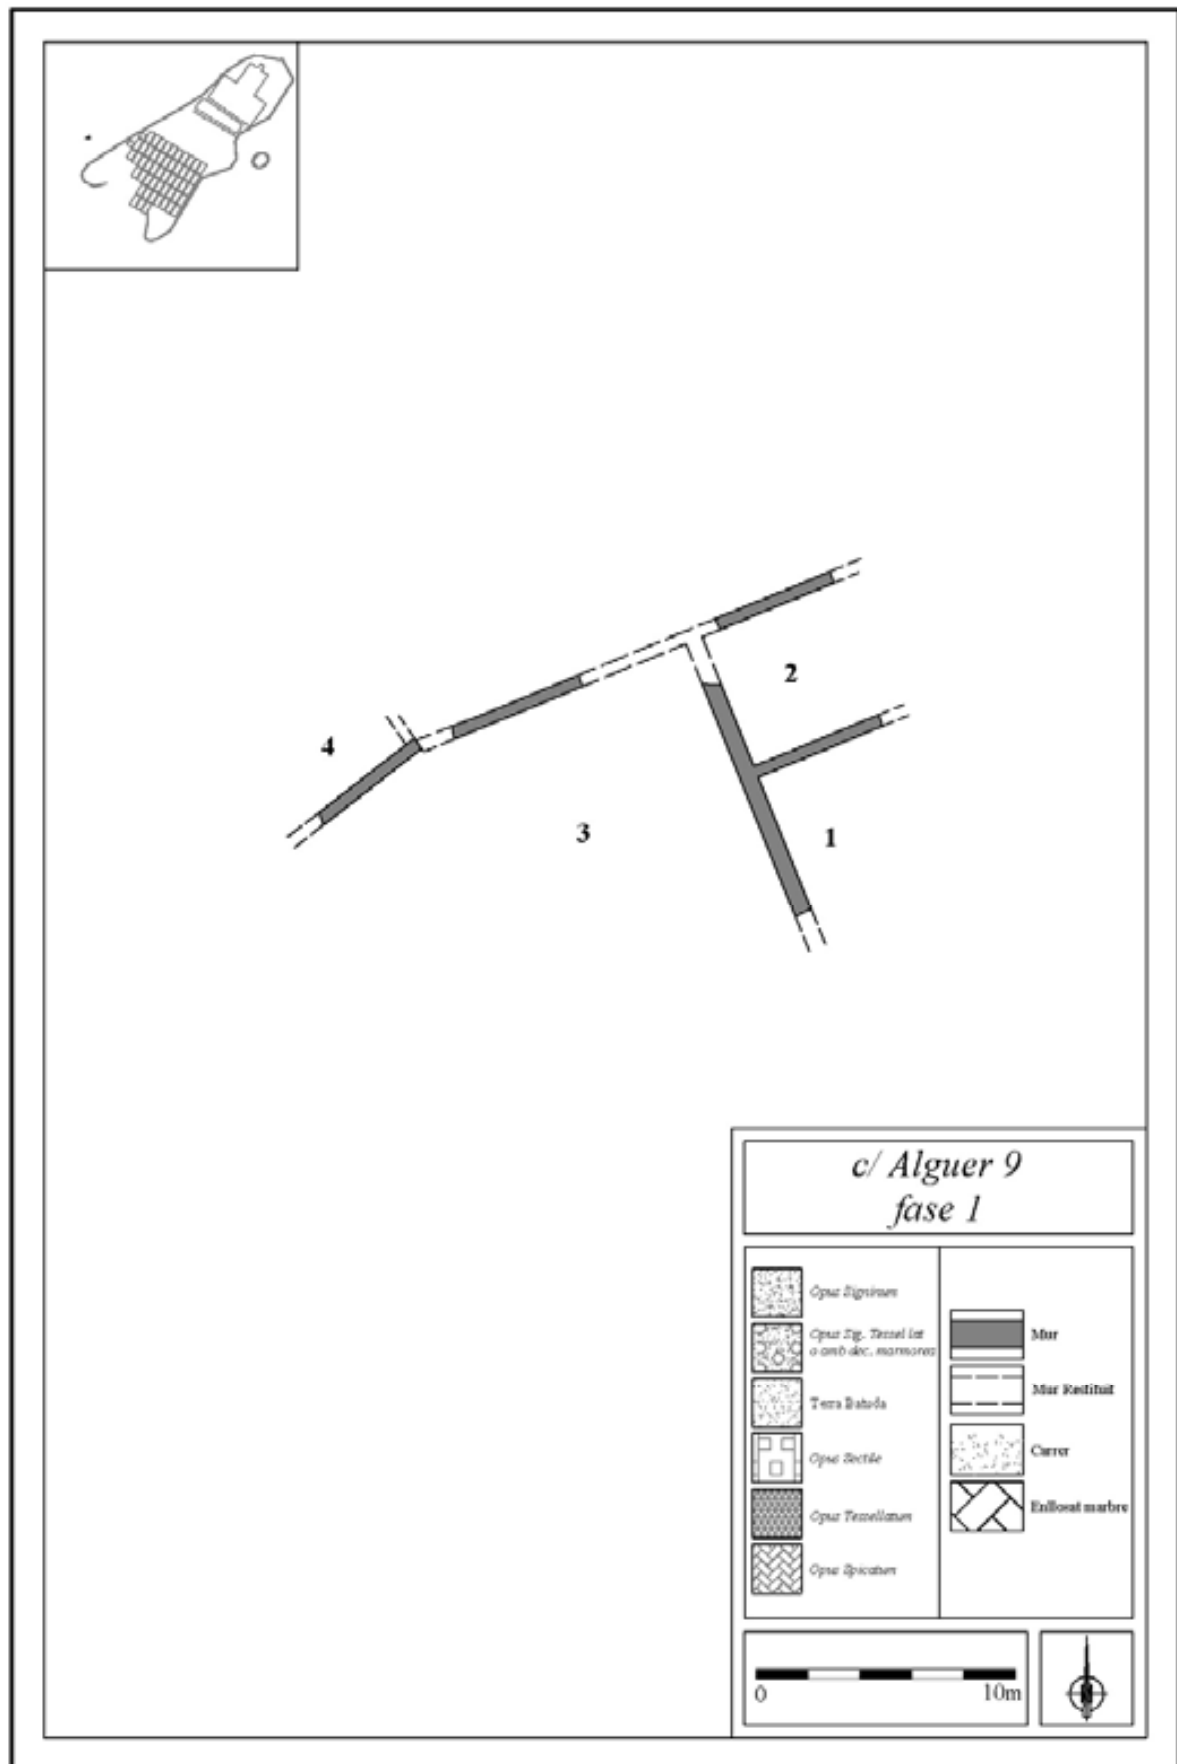 2
4
3
1
c/ Alguer 9
fase 1
Opus Signinum
Opus Sig. Tessel·lat
o amb dec. marmorea
Terra Batuda
Opus Sectile
Opus Tessellatum
Opus Spicatum
Mur
Mur Restituït
Carrer
Enllosat marbre
0
10m